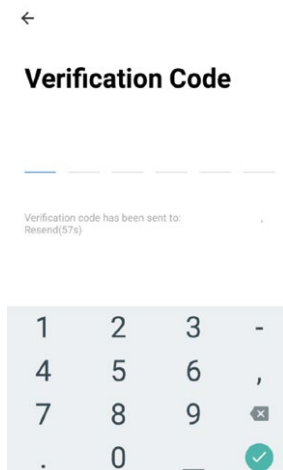 Verification Code
Verification code has been sent to:
Resend(57s)
1 2 3 -
4 5 6 ,
7 8 9
. 0 _